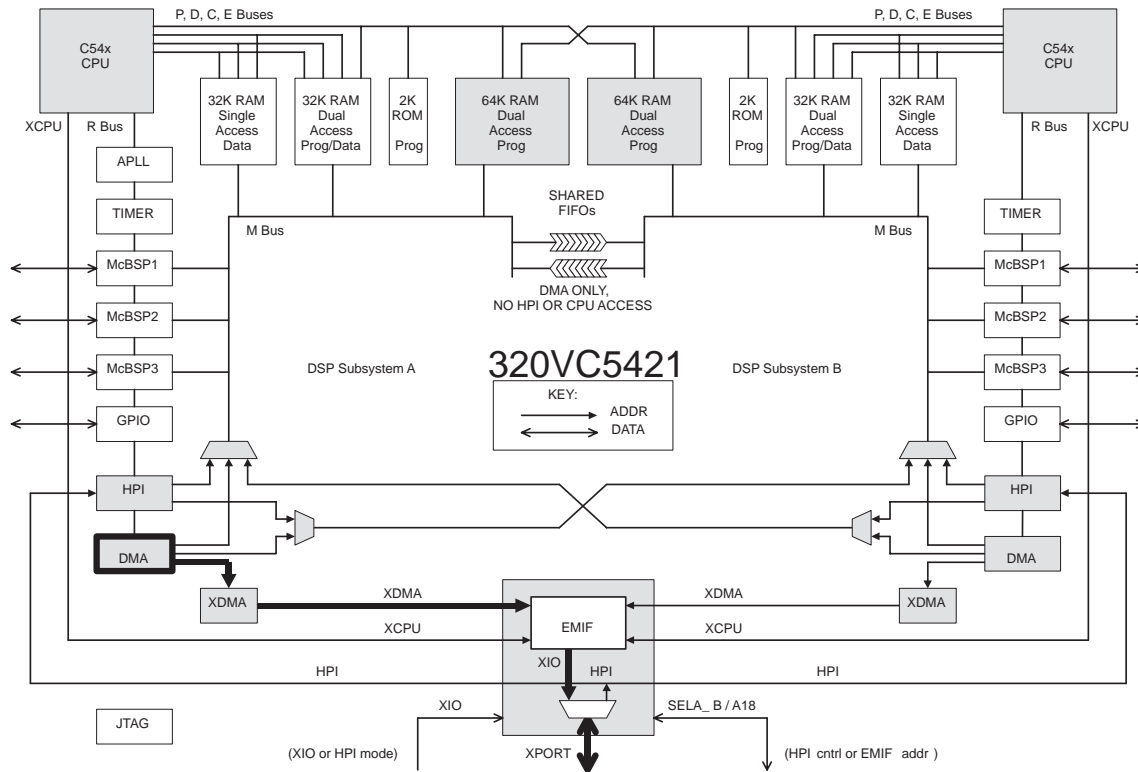 P, D, C, E Buses
P, D, C, E Buses
C54x
CPU
C54x
CPU
32K RAM
Single
Access
Data
32K RAM
Dual
Access
Prog/Data
2K
ROM
Prog
64K RAM
Dual
Access
Prog
64K RAM
Dual
Access
Prog
2K
ROM
Prog
32K RAM
Dual
Access
Prog/Data
32K RAM
Single
Access
Data
XCPU
R Bus
R Bus
XCPU
APLL
TIMER
TIMER
SHARED
FIFOs
M Bus
M Bus
McBSP1
McBSP1
DMA ONLY,
NO HPI OR CPU ACCESS
McBSP2
McBSP2
McBSP3
McBSP3
DSP Subsystem A
320VC5421
DSP Subsystem B
KEY:
ADDR
DATA
GPIO
GPIO
HPI
HPI
DMA
DMA
XDMA
XDMA
XDMA
XDMA
XCPU
EMIF
XCPU
XIO
HPI
HPI
HPI
XIO
SELA_ B / A18
JTAG
(XIO or HPI mode)
XPORT
(HPI cntrl or EMIF addr )